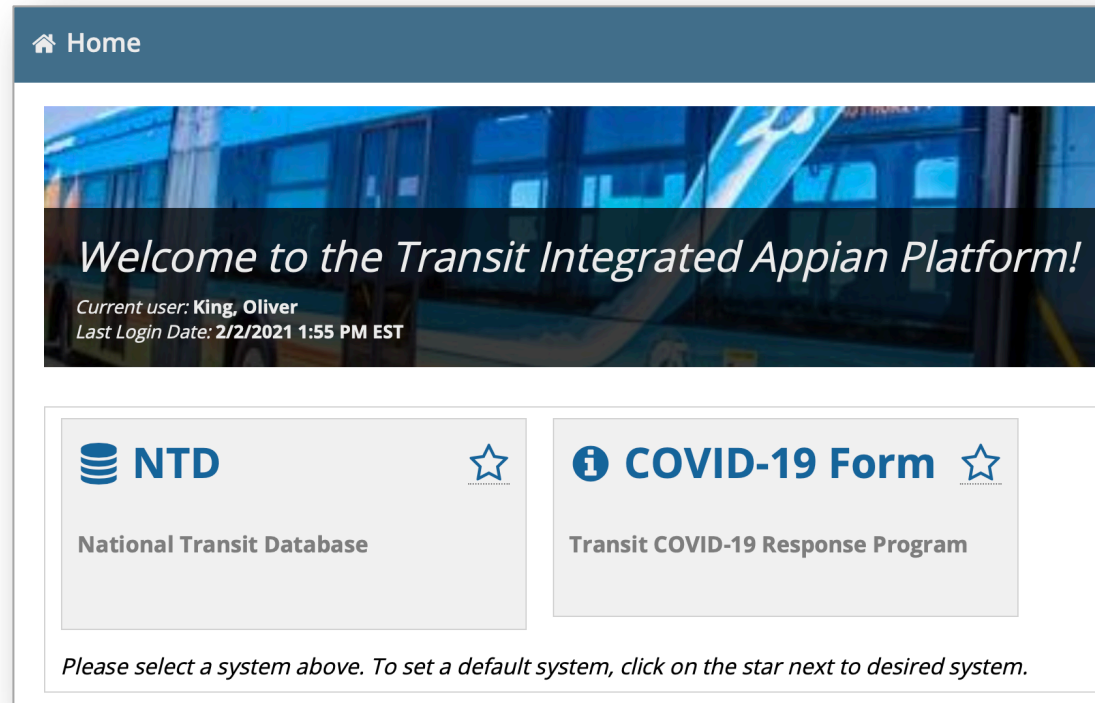 Home
Welcome to the Transit Integrated Appian Platform!
Current user: King, Oliver
Last Login Date: 2/2/2021 1:55 PM EST
NTD
National Transit Database
COVID-19 Form
Transit COVID-19 Response Program
Please select a system above. To set a default system, click on the star next to desired system.